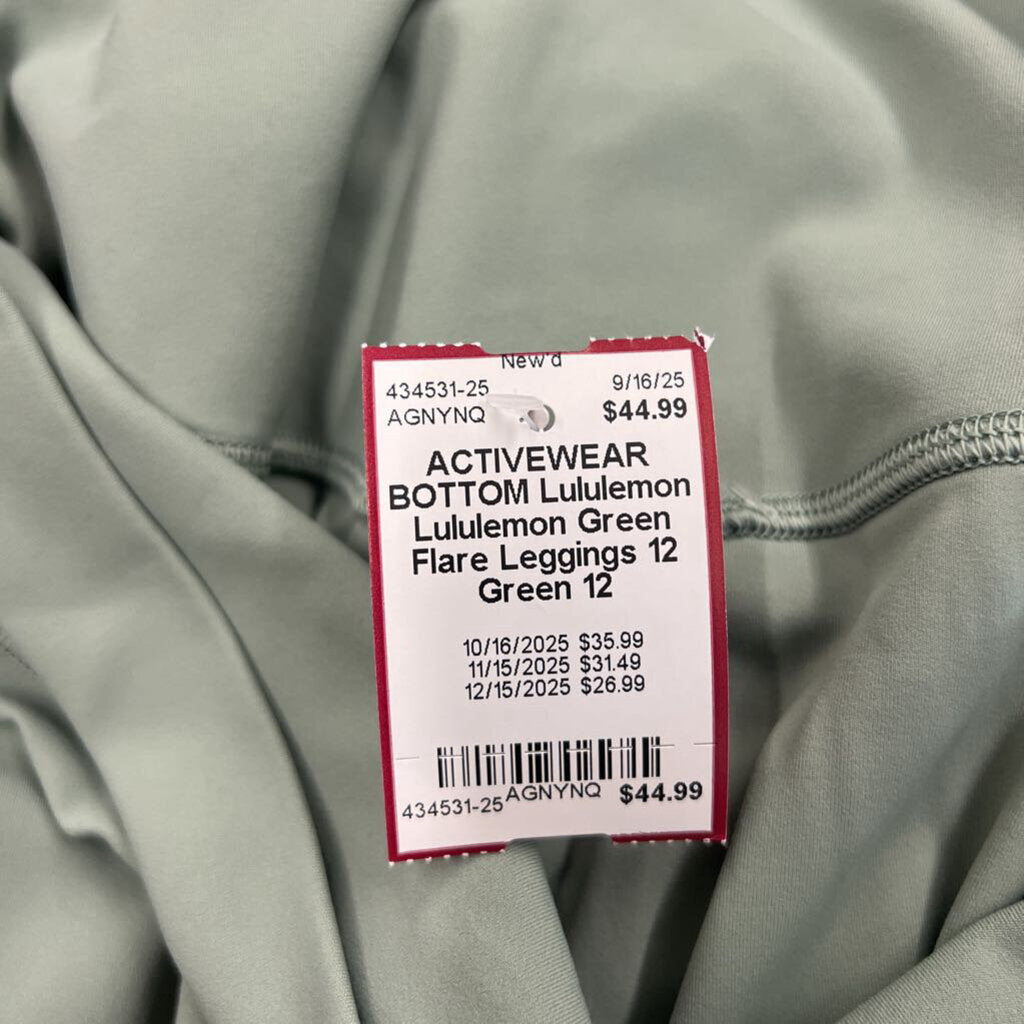 New'd
434531-25 9/16/25
AGNYNQ $44.99
ACTIVEWEAR
BOTTOM Lululemon
Lululemon Green
Flare Leggings 12
Green 12
10/16/2025 $35.99
11/15/2025 $31.49
12/15/2025 $26.99
434531-25 AGNYNQ $44.99